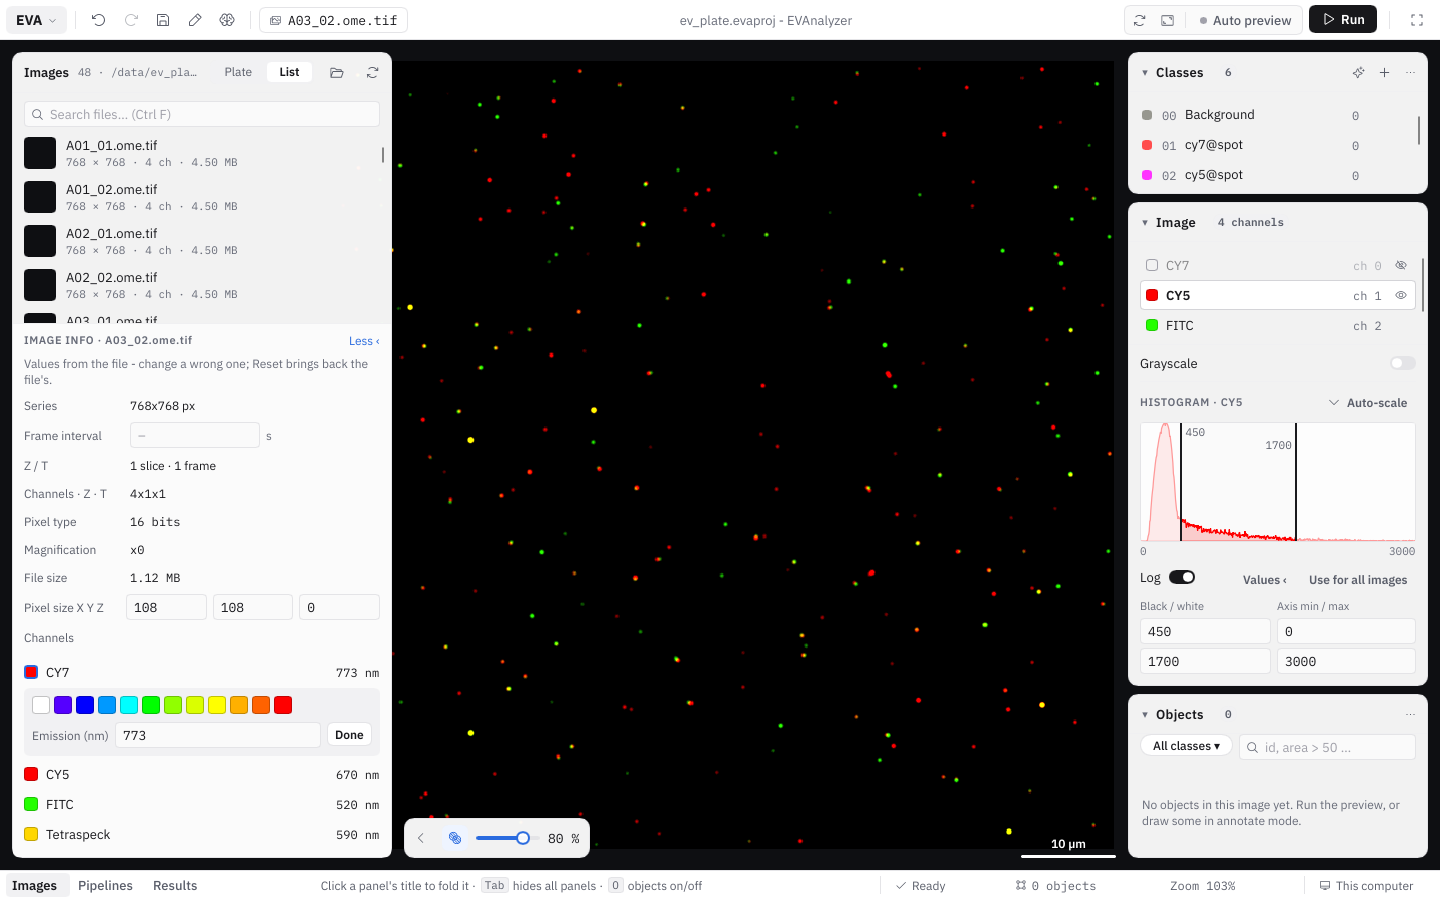 EVA
A03_02.ome.tif
ev_plate.evaproj - EVAnalyzer
Auto preview
Run
Images 48 · /data/ev_pla…
Plate
List
Search files... (Ctrl F)
A01_01.ome.tif
768 × 768 · 4 ch · 4.50 MB
A01_02.ome.tif
768 × 768 · 4 ch · 4.50 MB
A02_01.ome.tif
768 × 768 · 4 ch · 4.50 MB
A02_02.ome.tif
768 × 768 · 4 ch · 4.50 MB
A03_01.ome.tif
IMAGE INFO · A03_02.ome.tif
Less ‹
Values from the file - change a wrong one; Reset brings back the
file's.
Series 768x768 px
Frame interval – s
Z / T 1 slice · 1 frame
Channels · Z · T 4x1x1
Pixel type 16 bits
Magnification x0
File size 1.12 MB
Pixel size X Y Z 108 108 0
Channels
CY7 773 nm
Emission (nm) 773 Done
CY5 670 nm
FITC 520 nm
Tetraspeck 590 nm
80 %
10 µm
Classes 6
00 Background 0
01 cy7@spot 0
02 cy5@spot 0
Image 4 channels
CY7 ch 0
CY5 ch 1
FITC ch 2
Grayscale
HISTOGRAM · CY5
Auto-scale
450
1700
0 3000
Log
Values ‹
Use for all images
Black / white Axis min / max
450 0
1700 3000
Objects 0
All classes ▾
id, area > 50 ...
No objects in this image yet. Run the preview, or
draw some in annotate mode.
Images Pipelines Results
Click a panel's title to fold it · Tab hides all panels · O objects on/off
Ready
0 objects
Zoom 103%
This computer